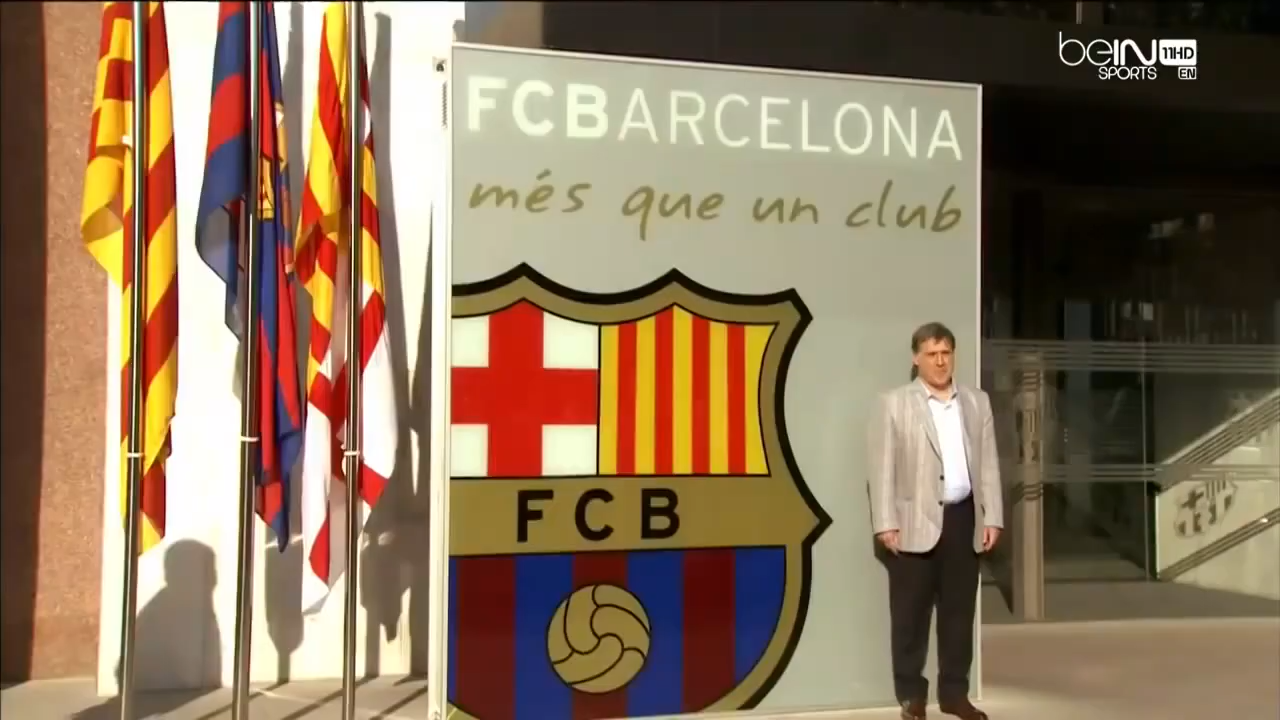 beIN 11HD
SPORTS EN
FCBARCELONA
més que un club
FCB